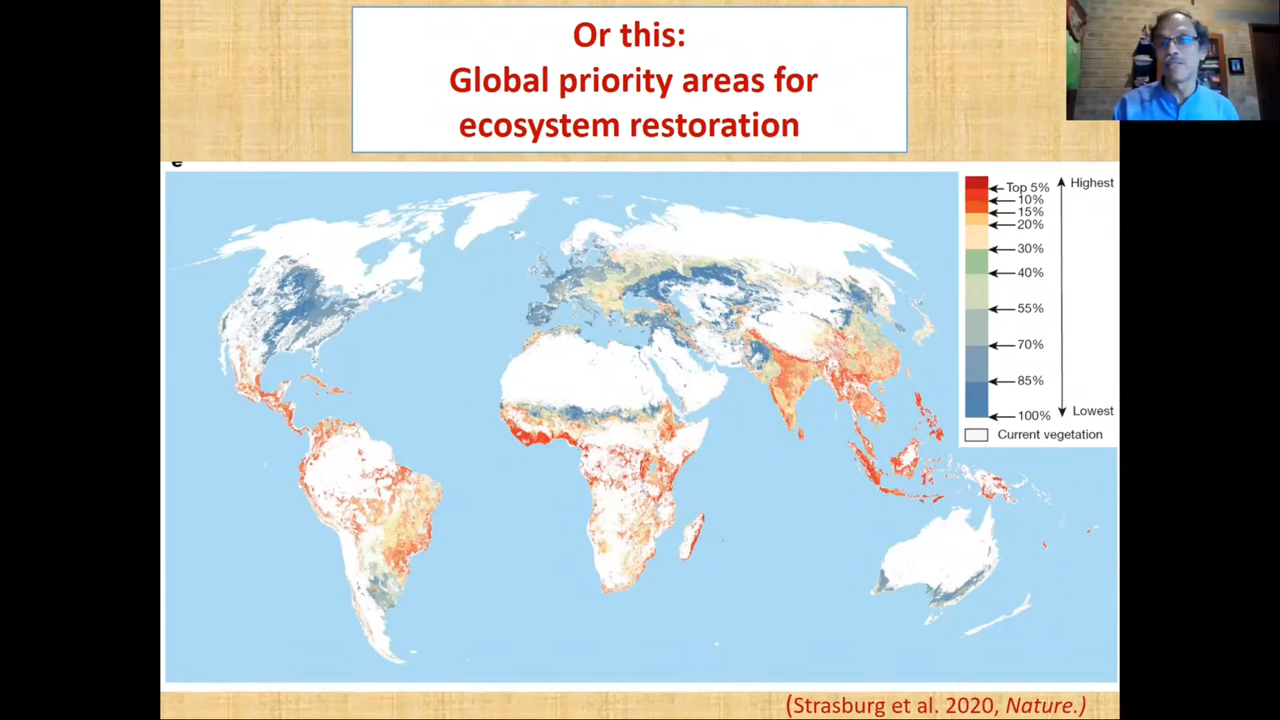 Or this:
Global priority areas for
ecosystem restoration
e
Top 5%
10%
15%
20%
30%
40%
55%
70%
85%
100%
Highest
Lowest
Current vegetation
(Strasburg et al. 2020, Nature.)